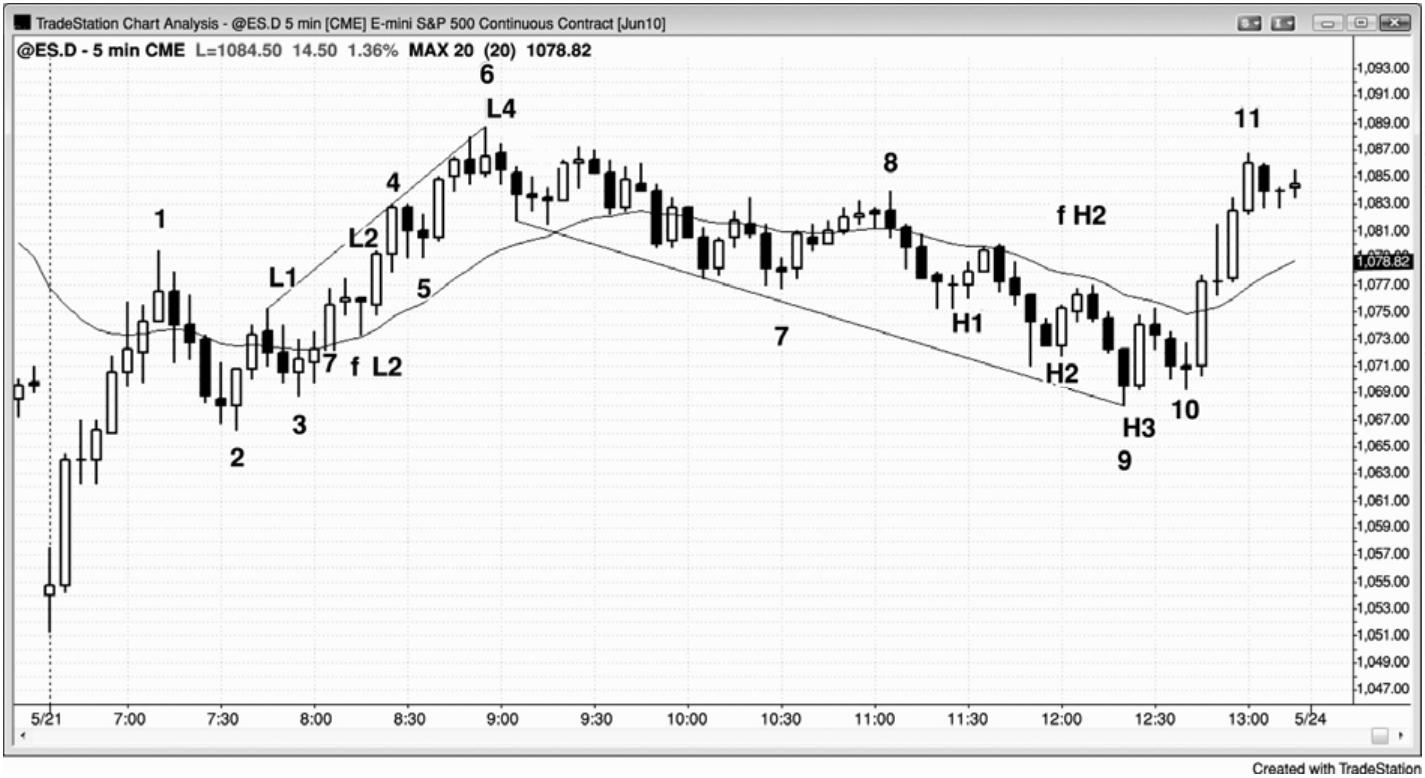 TradeStation Chart Analysis - @ES.D 5 min [CME] E-mini S&P 500 Continuous Contract [Jun10]
@ES.D - 5 min CME L=1084.50 14.50 1.36% MAX 20 (20) 1078.82
6
L4
11
8
4
1
f H2
L2
L1
5
7
H1
7 f L2
H2
3
10
H3
2
9
1,093.00
1,091.00
1,089.00
1,087.00
1,085.00
1,083.00
1,081.00
1,078.82
1,077.00
1,075.00
1,073.00
1,071.00
1,069.00
1,067.00
1,065.00
1,063.00
1,061.00
1,059.00
1,057.00
1,055.00
1,053.00
1,051.00
1,049.00
1,047.00
5/21 7:00 7:30 8:00 8:30 9:00 9:30 10:00 10:30 11:00 11:30 12:00 12:30 13:00 5/24
Created with TradeStation